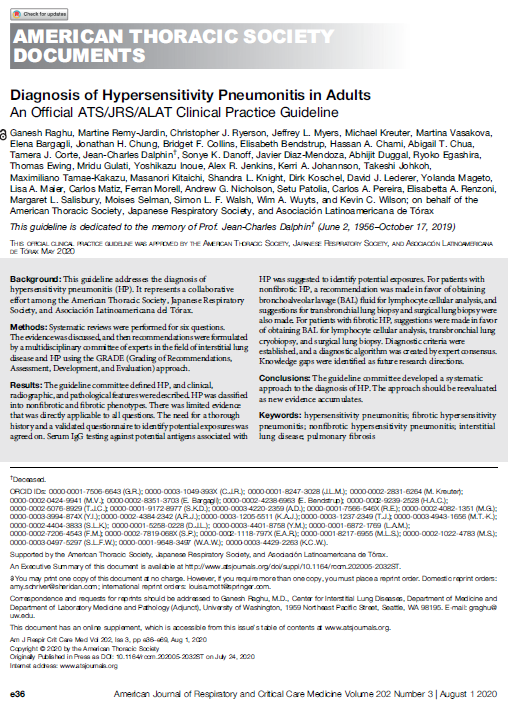 Check for updates
AMERICAN THORACIC SOCIETY
DOCUMENTS
Diagnosis of Hypersensitivity Pneumonitis in Adults
An Official ATS/JRS/ALAT Clinical Practice Guideline
Ganesh Raghu, Martine Remy-Jardin, Christopher J. Ryerson, Jeffrey L. Myers, Michael Kreuter, Martina Vasakova,
Elena Bargagli, Jonathan H. Chung, Bridget F. Collins, Elisabeth Bendstrup, Hassan A. Chami, Abigail T. Chua,
Tamera J. Corte, Jean-Charles Dalphin†, Sonye K. Danoff, Javier Diaz-Mendoza, Abhijit Duggal, Ryoko Egashira,
Thomas Ewing, Mridu Gulati, Yoshikazu Inoue, Alex R. Jenkins, Kerri A. Johannson, Takeshi Johkoh,
Maximiliano Tamae-Kakazu, Masanori Kitaichi, Shandra L. Knight, Dirk Koschel, David J. Lederer, Yolanda Mageto,
Lisa A. Maier, Carlos Matiz, Ferran Morell, Andrew G. Nicholson, Setu Patolia, Carlos A. Pereira, Elisabetta A. Renzoni,
Margaret L. Salisbury, Moises Selman, Simon L. F. Walsh, Wim A. Wuyts, and Kevin C. Wilson; on behalf of the
American Thoracic Society, Japanese Respiratory Society, and Asociación Latinoamericana de Tórax
This guideline is dedicated to the memory of Prof. Jean-Charles Dalphin† (June 2, 1956–October 17, 2019)
THIS OFFICIAL CLINICAL PRACTICE GUIDELINE WAS APPROVED BY THE AMERICAN THORACIC SOCIETY, JAPANESE RESPIRATORY SOCIETY, AND ASOCIACIÓN LATINOAMERICANA
DE TÓRAX MAY 2020
Background: This guideline addresses the diagnosis of
hypersensitivity pneumonitis (HP). It represents a collaborative
effort among the American Thoracic Society, Japanese Respiratory
Society, and Asociación Latinoamericana del Tórax.
Methods: Systematic reviews were performed for six questions.
The evidence was discussed, and then recommendations were formulated
by a multidisciplinary committee of experts in the field of interstitial
lung disease and HP using the GRADE (Grading of Recommendations,
Assessment, Development, and Evaluation) approach.
Results: The guideline committee defined HP, and clinical,
radiographic, and pathological features were described. HP was classified
into nonfibrotic and fibrotic phenotypes. There was limited evidence
that was directly applicable to all questions. The need for a thorough
history and a validated questionnaire to identify potential exposures was
agreed on. Serum IgG testing against potential antigens associated with
HP was suggested to identify potential exposures. For patients with
nonfibrotic HP, a recommendation was made in favor of obtaining
bronchoalveolar lavage (BAL) fluid for lymphocyte cellular analysis, and
suggestions for transbronchial lung biopsy and surgical lung biopsy were
also made. For patients with fibrotic HP, suggestions were made in favor
of obtaining BAL for lymphocyte cellular analysis, transbronchial lung
cryobiopsy, and surgical lung biopsy. Diagnostic criteria were
established, and a diagnostic algorithm was created by expert consensus.
Knowledge gaps were identified as future research directions.
Conclusions: The guideline committee developed a systematic
approach to the diagnosis of HP. The approach should be reevaluated
as new evidence accumulates.
Keywords: hypersensitivity pneumonitis; fibrotic hypersensitivity
pneumonitis; nonfibrotic hypersensitivity pneumonitis; interstitial
lung disease; pulmonary fibrosis
†Deceased.
ORCID IDs: 0000-0001-7506-6643 (G.R.); 0000-0003-1049-393X (C.J.R.); 0000-0001-8247-3028 (J.L.M.); 0000-0002-2831-6264 (M. Kreuter);
0000-0002-0424-9941 (M.V.); 0000-0002-8351-3703 (E. Bargagli); 0000-0002-4238-6963 (E. Bendstrup); 0000-0002-9239-2528 (H.A.C.);
0000-0002-5076-8929 (T.J.C.); 0000-0001-9172-8977 (S.K.D.); 0000-0003-4220-2359 (A.D.); 0000-0001-7566-546X (R.E.); 0000-0002-4082-1351 (M.G.);
0000-0003-3994-874X (Y.I.); 0000-0002-4384-2342 (A.R.J.); 0000-0003-1205-5511 (K.A.J.); 0000-0003-1237-2349 (T.J.); 0000-0003-4943-1656 (M.T.-K.);
0000-0002-4404-3833 (S.L.K.); 0000-0001-5258-0228 (D.J.L.); 0000-0003-4401-8758 (Y.M.); 0000-0001-6872-1769 (L.A.M.);
0000-0002-7206-4543 (F.M.); 0000-0002-7819-068X (S.P.); 0000-0002-1118-797X (E.A.R.); 0000-0001-8217-6955 (M.L.S.); 0000-0002-1022-4783 (M.S.);
0000-0003-0497-5297 (S.L.F.W.); 0000-0001-9648-3497 (W.A.W.); 0000-0003-4429-2263 (K.C.W.).
Supported by the American Thoracic Society, Japanese Respiratory Society, and Asociación Latinoamericana de Tórax.
An Executive Summary of this document is available at http://www.atsjournals.org/doi/suppl/10.1164/rccm.202005-2032ST.
You may print one copy of this document at no charge. However, if you require more than one copy, you must place a reprint order. Domestic reprint orders:
amy.schriver@sheridan.com; international reprint orders: louisa.mott@springer.com.
Correspondence and requests for reprints should be addressed to Ganesh Raghu, M.D., Center for Interstitial Lung Diseases, Department of Medicine and
Department of Laboratory Medicine and Pathology (Adjunct), University of Washington, 1959 Northeast Pacific Street, Seattle, WA 98195. E-mail: graghu@
uw.edu.
This document has an online supplement, which is accessible from this issue's table of contents at www.atsjournals.org.
Am J Respir Crit Care Med Vol 202, Iss 3, pp e36–e69, Aug 1, 2020
Copyright © 2020 by the American Thoracic Society
Originally Published in Press as DOI: 10.1164/rccm.202005-2032ST on July 24, 2020
Internet address: www.atsjournals.org
e36
American Journal of Respiratory and Critical Care Medicine Volume 202 Number 3 | August 1 2020